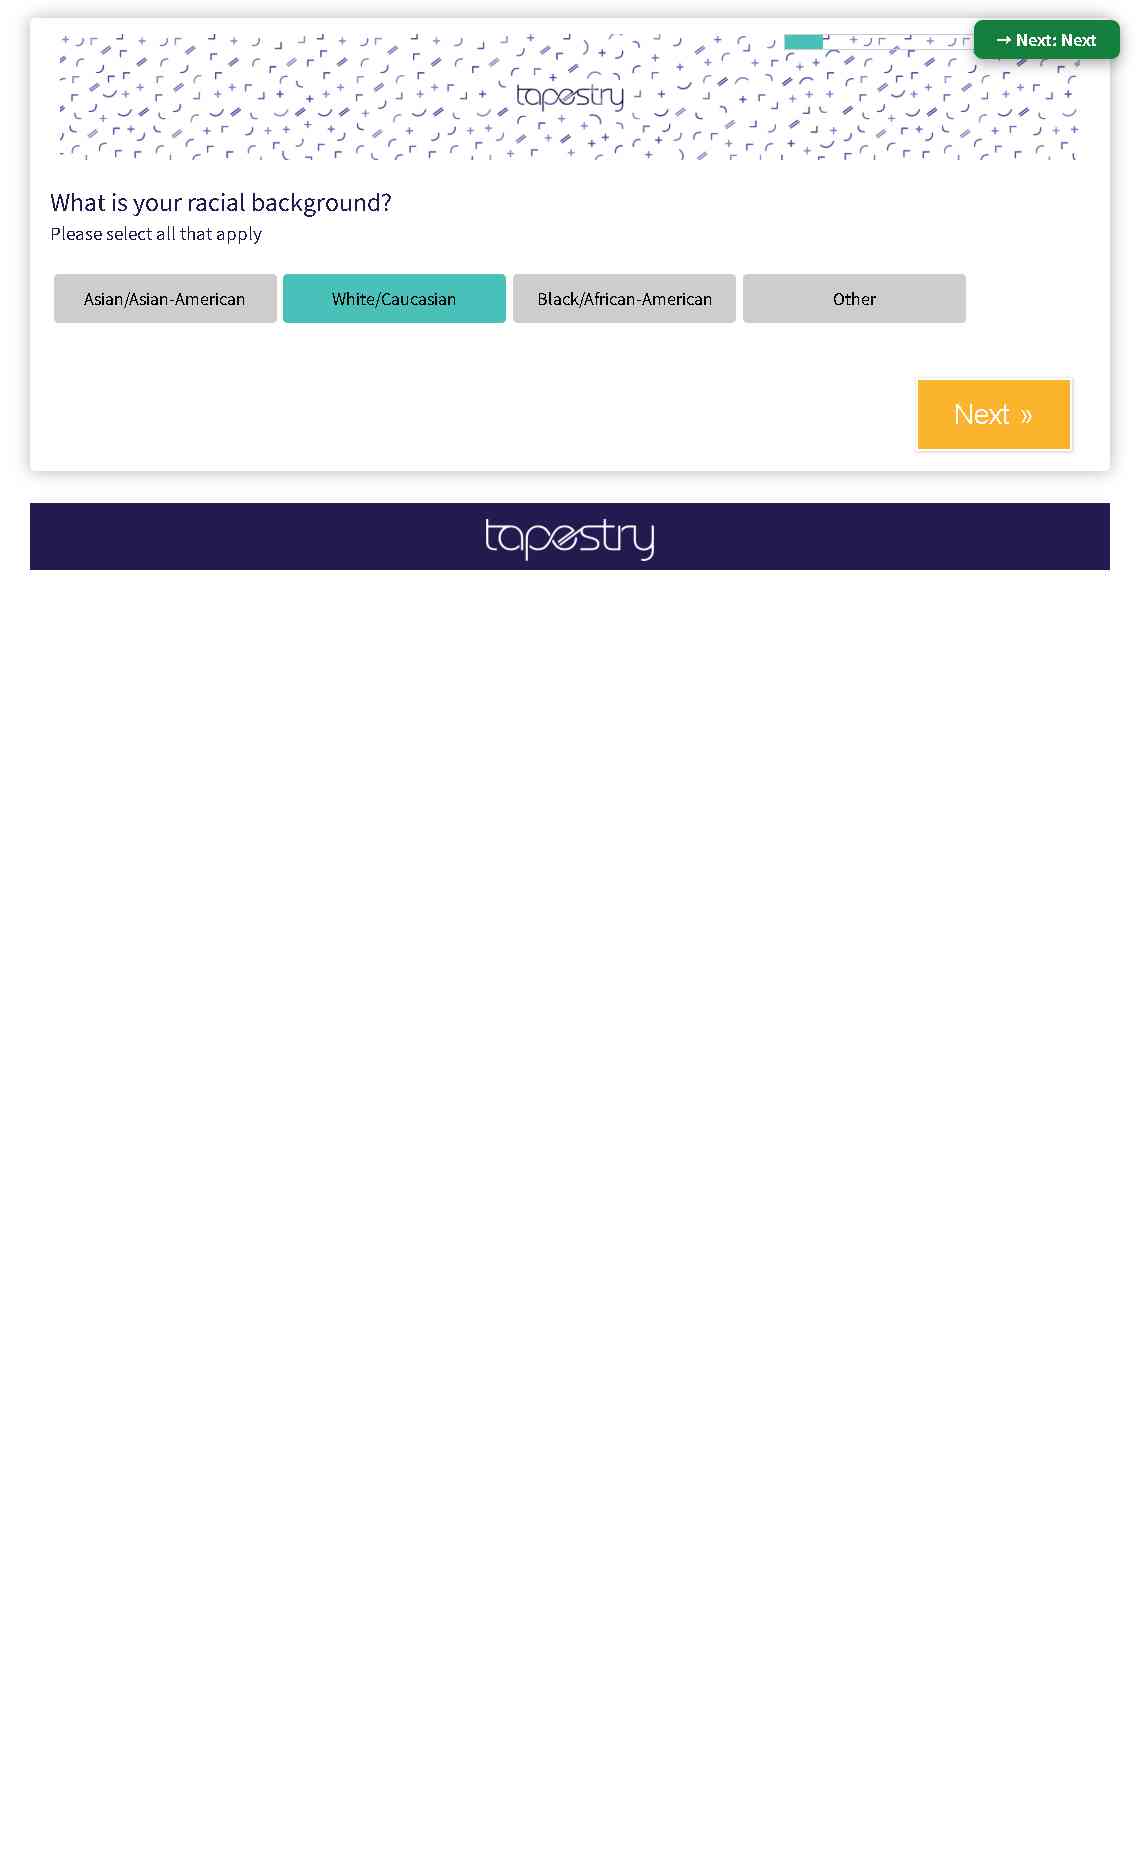 → Next: Next
tapestry
What is your racial background?
Please select all that apply
Asian/Asian-American
White/Caucasian
Black/African-American
Other
Next »
tapestry